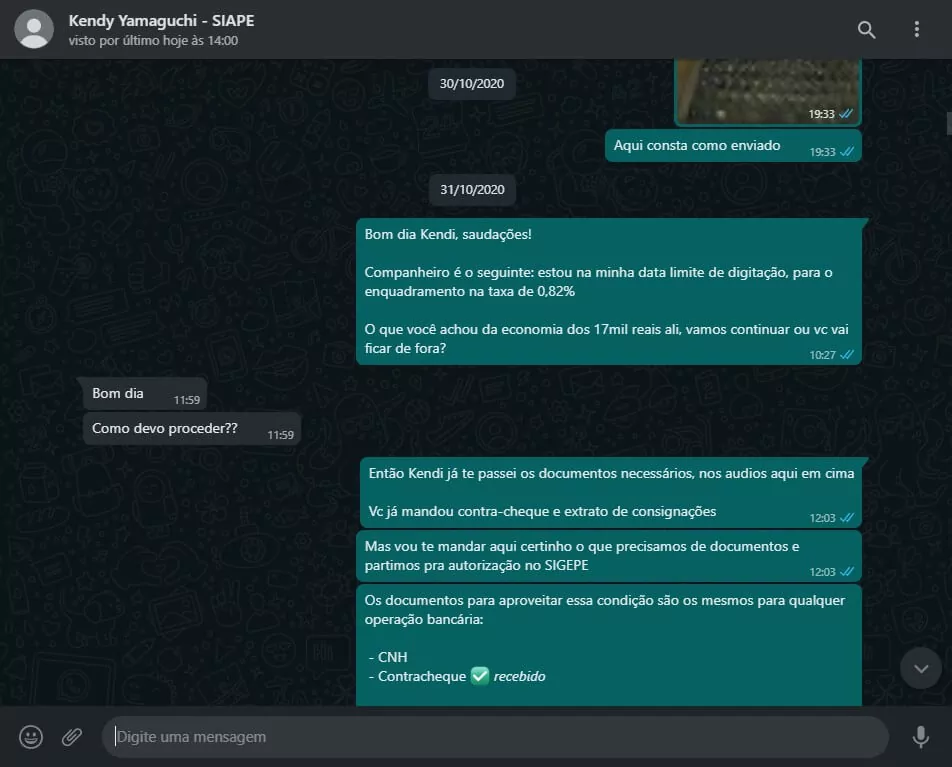 Kendy Yamaguchi - SIAPE
visto por último hoje às 14:00
30/10/2020
19:33
Aqui consta como enviado
19:33
31/10/2020
Bom dia Kendi, saudações!
Companheiro é o seguinte: estou na minha data limite de digitação, para o
enquadramento na taxa de 0,82%
O que você achou da economia dos 17mil reais ali, vamos continuar ou vc vai
ficar de fora?
10:27
Bom dia
11:59
Como devo proceder??
11:59
Então Kendi já te passei os documentos necessários, nos audios aqui em cima
Vc já mandou contra-cheque e extrato de consignações
12:03
Mas vou te mandar aqui certinho o que precisamos de documentos e
partimos pra autorização no SIGEPE
12:03
Os documentos para aproveitar essa condição são os mesmos para qualquer
operação bancária:
- CNH
- Contracheque ✅ recebido
Digite uma mensagem